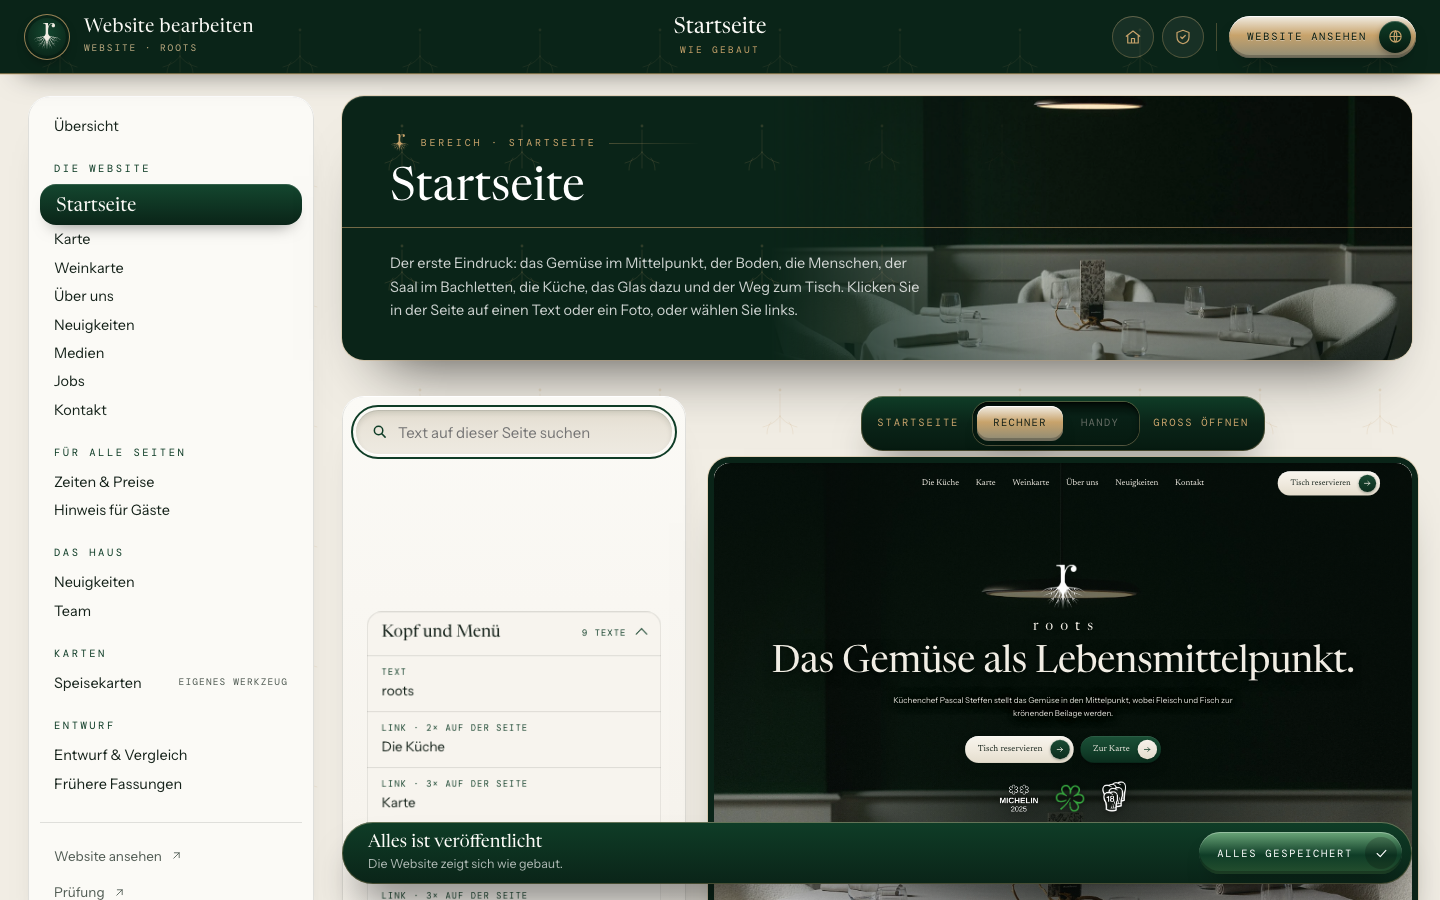 r
Website bearbeiten
WEBSITE · ROOTS
Startseite
WIE GEBAUT
WEBSITE ANSEHEN
Übersicht
DIE WEBSITE
Startseite
Karte
Weinkarte
Über uns
Neuigkeiten
Medien
Jobs
Kontakt
FÜR ALLE SEITEN
Zeiten & Preise
Hinweis für Gäste
DAS HAUS
Neuigkeiten
Team
KARTEN
Speisekarten EIGENES WERKZEUG
ENTWURF
Entwurf & Vergleich
Frühere Fassungen
Website ansehen
Prüfung
r BEREICH · STARTSEITE
Startseite
Der erste Eindruck: das Gemüse im Mittelpunkt, der Boden, die Menschen, der
Saal im Bachletten, die Küche, das Glas dazu und der Weg zum Tisch. Klicken Sie
in der Seite auf einen Text oder ein Foto, oder wählen Sie links.
Text auf dieser Seite suchen
Kopf und Menü 9 TEXTE
TEXT
roots
LINK · 2× AUF DER SEITE
Die Küche
LINK · 3× AUF DER SEITE
Karte
LINK · 3× AUF DER SEITE
STARTSEITE RECHNER HANDY GROSS ÖFFNEN
Die Küche Karte Weinkarte Über uns Neuigkeiten Kontakt Tisch reservieren
r
roots
Das Gemüse als Lebensmittelpunkt.
Küchenchef Pascal Steffen stellt das Gemüse in den Mittelpunkt, wobei Fleisch und Fisch zur
krönenden Beilage werden.
Tisch reservieren Zur Karte
MICHELIN
2025
18
Alles ist veröffentlicht
Die Website zeigt sich wie gebaut.
ALLES GESPEICHERT